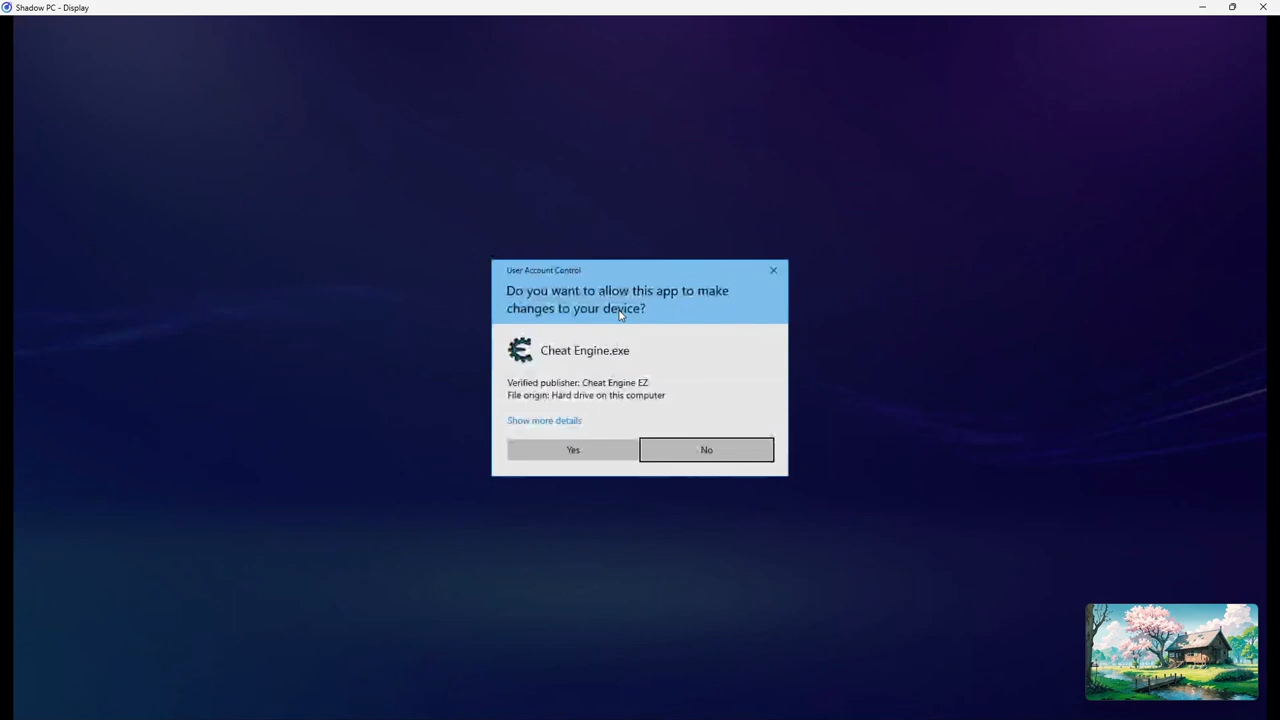 Shadow PC - Display
User Account Control
Do you want to allow this app to make
changes to your device?
Cheat Engine.exe
Verified publisher: Cheat Engine EZ
File origin: Hard drive on this computer
Show more details
Yes
No